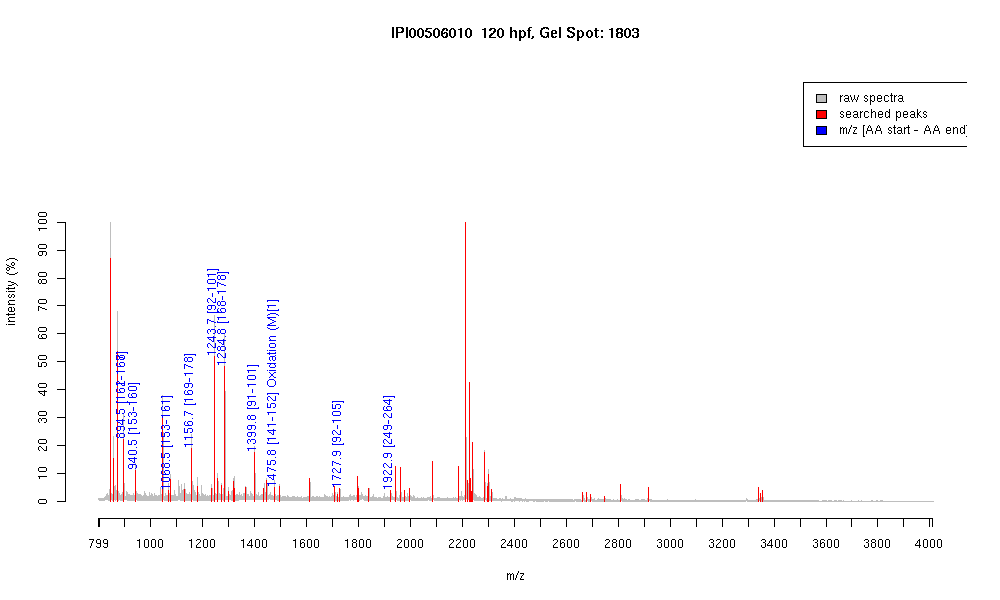 IPI00506010  120 hpf, Gel Spot: 1803
raw spectra
searched peaks
m/z [AA start - AA end]
intensity (%)
100
90
80
70
60
50
40
30
20
10
0
894.5 [162-168]
940.5 [153-160]
1068.5 [153-161]
1156.7 [169-178]
1243.7 [92-101]
1284.8 [168-178]
1399.8 [91-101]
1475.8 [141-152] Oxidation (M)[1]
1727.9 [92-105]
1922.9 [249-264]
799 1000 1200 1400 1600 1800 2000 2200 2400 2600 2800 3000 3200 3400 3600 3800 4000
m/z